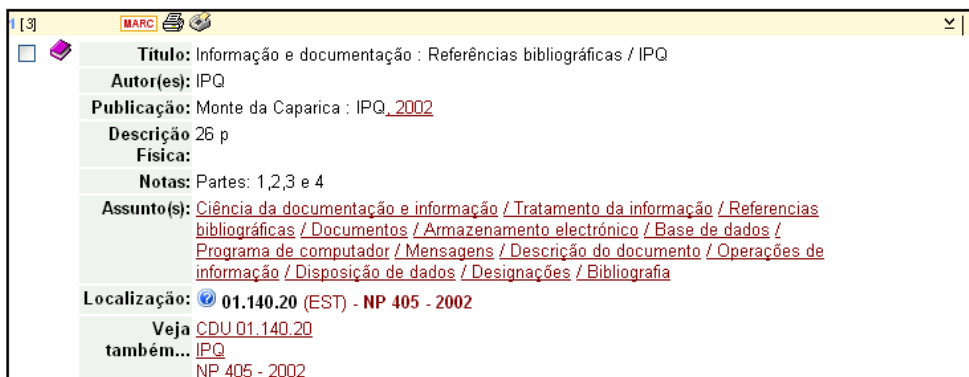 1 [3] MARC
Título: Informação e documentação : Referências bibliográficas / IPQ
Autor(es): IPQ
Publicação: Monte da Caparica : IPQ, 2002
Descrição 26 p
Física:
Notas: Partes: 1,2,3 e 4
Assunto(s): Ciência da documentação e informação / Tratamento da informação / Referencias
bibliográficas / Documentos / Armazenamento electrónico / Base de dados /
Programa de computador / Mensagens / Descrição do documento / Operações de
informação / Disposição de dados / Designações / Bibliografia
Localização: 01.140.20 (EST) - NP 405 - 2002
Veja CDU 01.140.20
também... IPQ
NP 405 - 2002